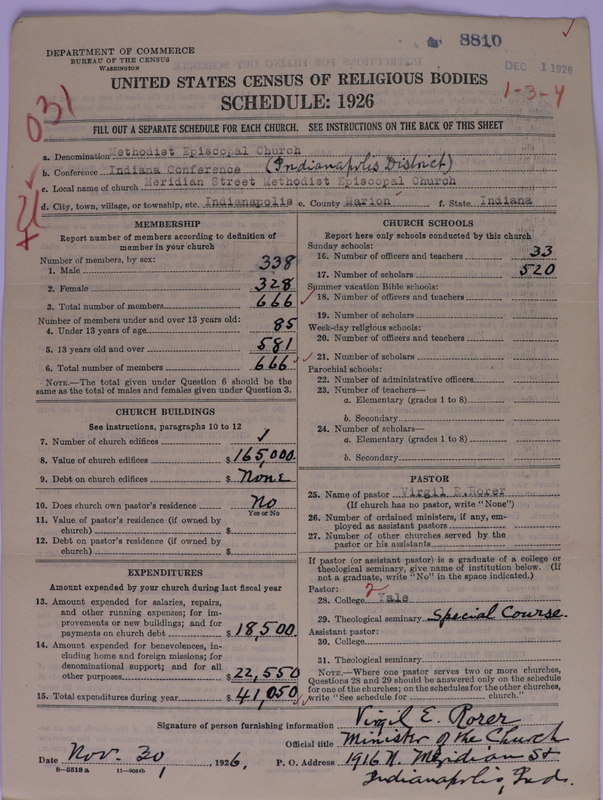 8810
DEPARTMENT OF COMMERCE
BUREAU OF THE CENSUS
WASHINGTON
DEC 1 1926
UNITED STATES CENSUS OF RELIGIOUS BODIES
SCHEDULE: 1926
1-3-4
031
FILL OUT A SEPARATE SCHEDULE FOR EACH CHURCH. SEE INSTRUCTIONS ON THE BACK OF THIS SHEET
a. Denomination Methodist Episcopal Church
b. Conference Indiana Conference (Indianapolis District)
c. Local name of church Meridian Street Methodist Episcopal Church
d. City, town, village, or township, etc. Indianapolis e. County Marion f. State Indiana
MEMBERSHIP
Report number of members according to definition of
member in your church
Number of members, by sex:
1. Male 338
2. Female 328
3. Total number of members 666
Number of members under and over 13 years old:
4. Under 13 years of age 85
5. 13 years old and over 581
6. Total number of members 666
NOTE.—The total given under Question 6 should be the
same as the total of males and females given under Question 3.
CHURCH BUILDINGS
See instructions, paragraphs 10 to 12
7. Number of church edifices 1
8. Value of church edifices $165,000.
9. Debt on church edifices $ None
10. Does church own pastor's residence No
Yes or No
11. Value of pastor's residence (if owned by
church) $
12. Debt on pastor's residence (if owned by
church) $
EXPENDITURES
Amount expended by your church during last fiscal year
13. Amount expended for salaries, repairs,
and other running expenses; for im-
provements or new buildings; and for
payments on church debt $18,500.
14. Amount expended for benevolences, in-
cluding home and foreign missions; for
denominational support; and for all
other purposes $22,550
15. Total expenditures during year $41,050
CHURCH SCHOOLS
Report here only schools conducted by this church
Sunday schools:
16. Number of officers and teachers 33
17. Number of scholars 520
Summer vacation Bible schools:
18. Number of officers and teachers
19. Number of scholars
Week-day religious schools:
20. Number of officers and teachers
21. Number of scholars
Parochial schools:
22. Number of administrative officers
23. Number of teachers—
a. Elementary (grades 1 to 8)
b. Secondary
24. Number of scholars—
a. Elementary (grades 1 to 8)
b. Secondary
PASTOR
25. Name of pastor Virgil E. Rorer
(If church has no pastor, write "None")
26. Number of ordained ministers, if any, em-
ployed as assistant pastors
27. Number of other churches served by the
pastor or his assistants
If pastor (or assistant pastor) is a graduate of a college or
theological seminary, give name of institution below. (If
not a graduate, write "No" in the space indicated.)
Pastor:
28. College Yale
29. Theological seminary Special Course.
Assistant pastor:
30. College
31. Theological seminary
NOTE.—Where one pastor serves two or more churches,
Questions 28 and 29 should be answered only on the schedule
for one of the churches; on the schedules for the other churches,
write "See schedule for church."
Signature of person furnishing information Virgil E. Rorer
Official title Minister of the Church
Date Nov. 30, 1926. P. O. Address 1916 N. Meridian St
Indianapolis, Ind.
8-5518a 11-9084b